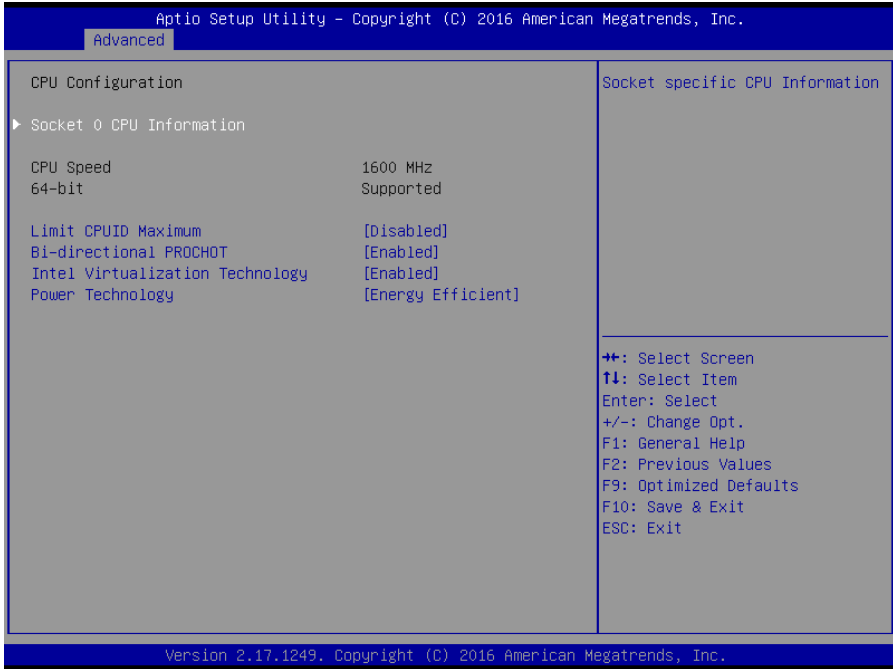 Aptio Setup Utility – Copyright (C) 2016 American Megatrends, Inc.
Advanced
CPU Configuration
Socket 0 CPU Information
CPU Speed 1600 MHz
64-bit Supported
Limit CPUID Maximum [Disabled]
Bi-directional PROCHOT [Enabled]
Intel Virtualization Technology [Enabled]
Power Technology [Energy Efficient]
Socket specific CPU Information
→←: Select Screen
↑↓: Select Item
Enter: Select
+/-: Change Opt.
F1: General Help
F2: Previous Values
F9: Optimized Defaults
F10: Save & Exit
ESC: Exit
Version 2.17.1249. Copyright (C) 2016 American Megatrends, Inc.